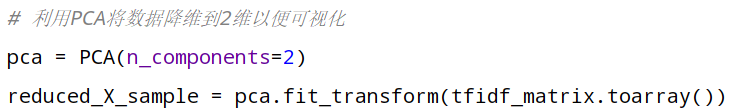 # 利用PCA将数据降维到2维以便可视化
pca = PCA(n_components=2)
reduced_X_sample = pca.fit_transform(tfidf_matrix.toarray())